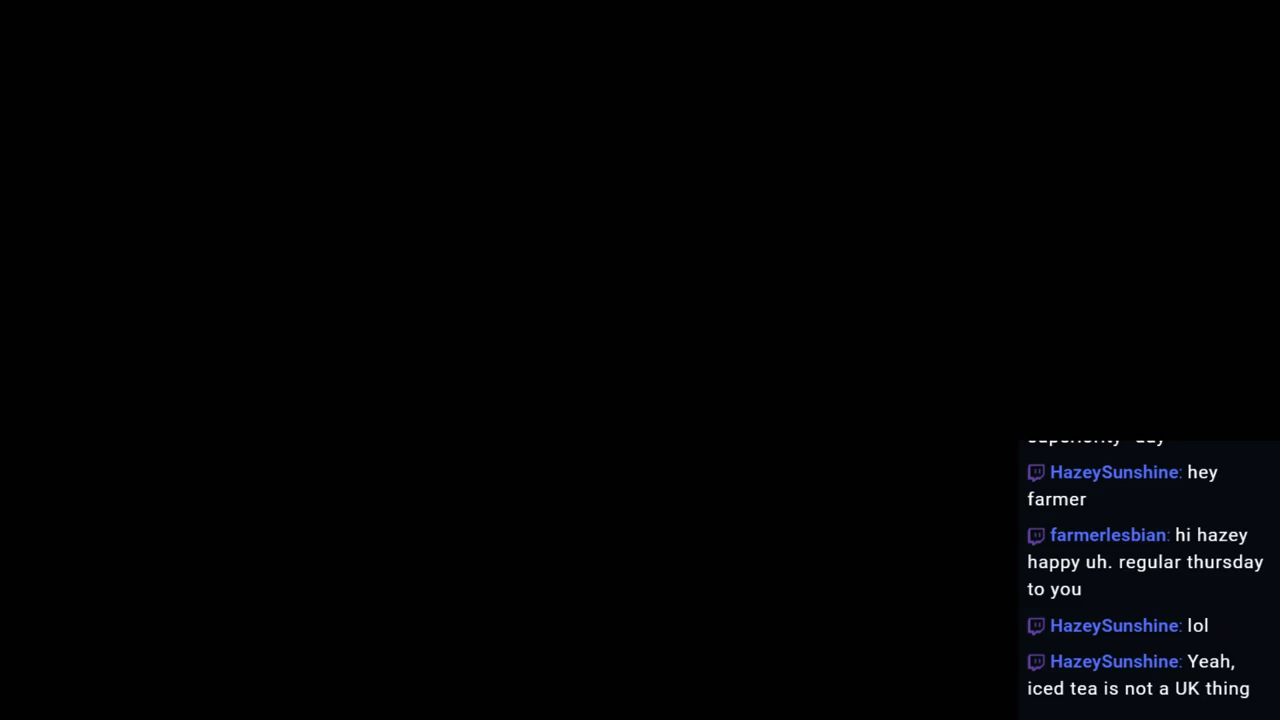 HazeySunshine: hey
farmer
farmerlesbian: hi hazey
happy uh. regular thursday
to you
HazeySunshine: lol
HazeySunshine: Yeah,
iced tea is not a UK thing